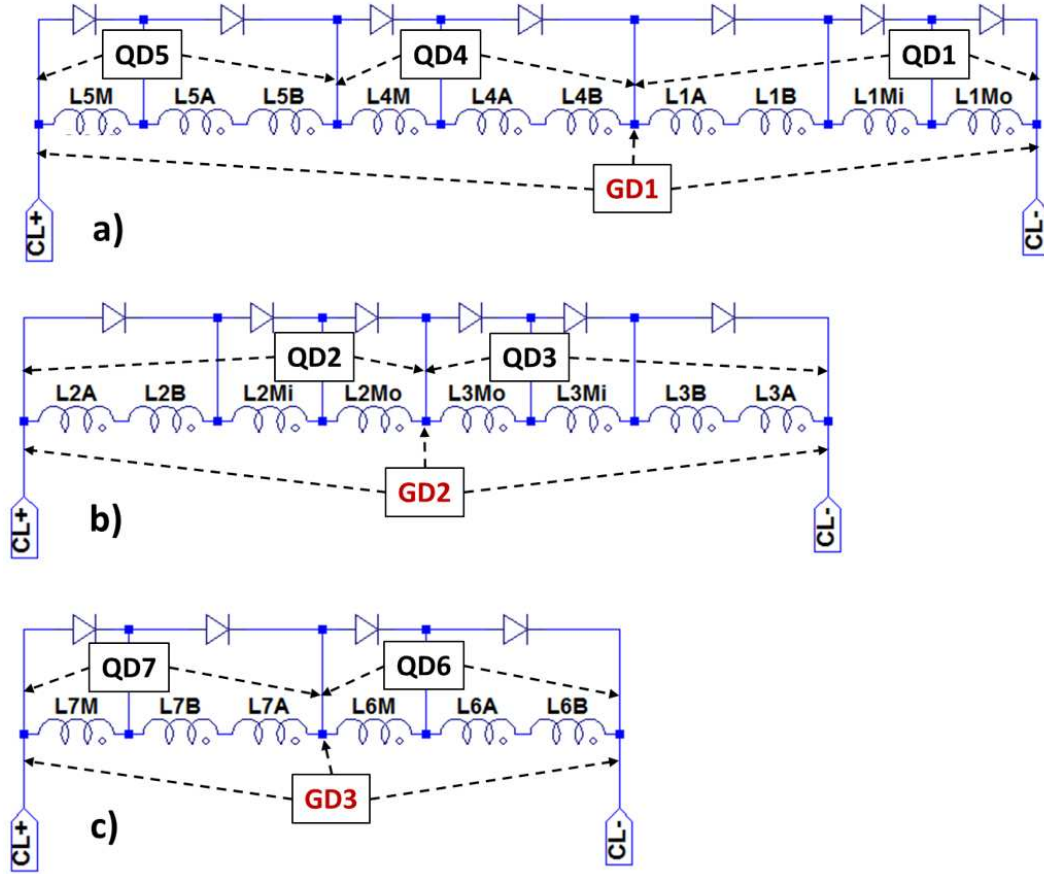 QD5 QD4 QD1
L5M L5A L5B L4M L4A L4B L1A L1B L1Mi L1Mo
GD1
CL+ a) CL-
QD2 QD3
L2A L2B L2Mi L2Mo L3Mo L3Mi L3B L3A
GD2
CL+ b) CL-
QD7 QD6
L7M L7B L7A L6M L6A L6B
GD3
CL+ c) CL-